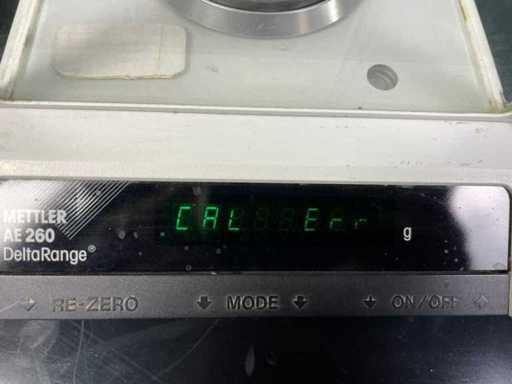 METTLER
AE 260
DeltaRange®
CAL Err
g
RE-ZERO
MODE
ON/OFF